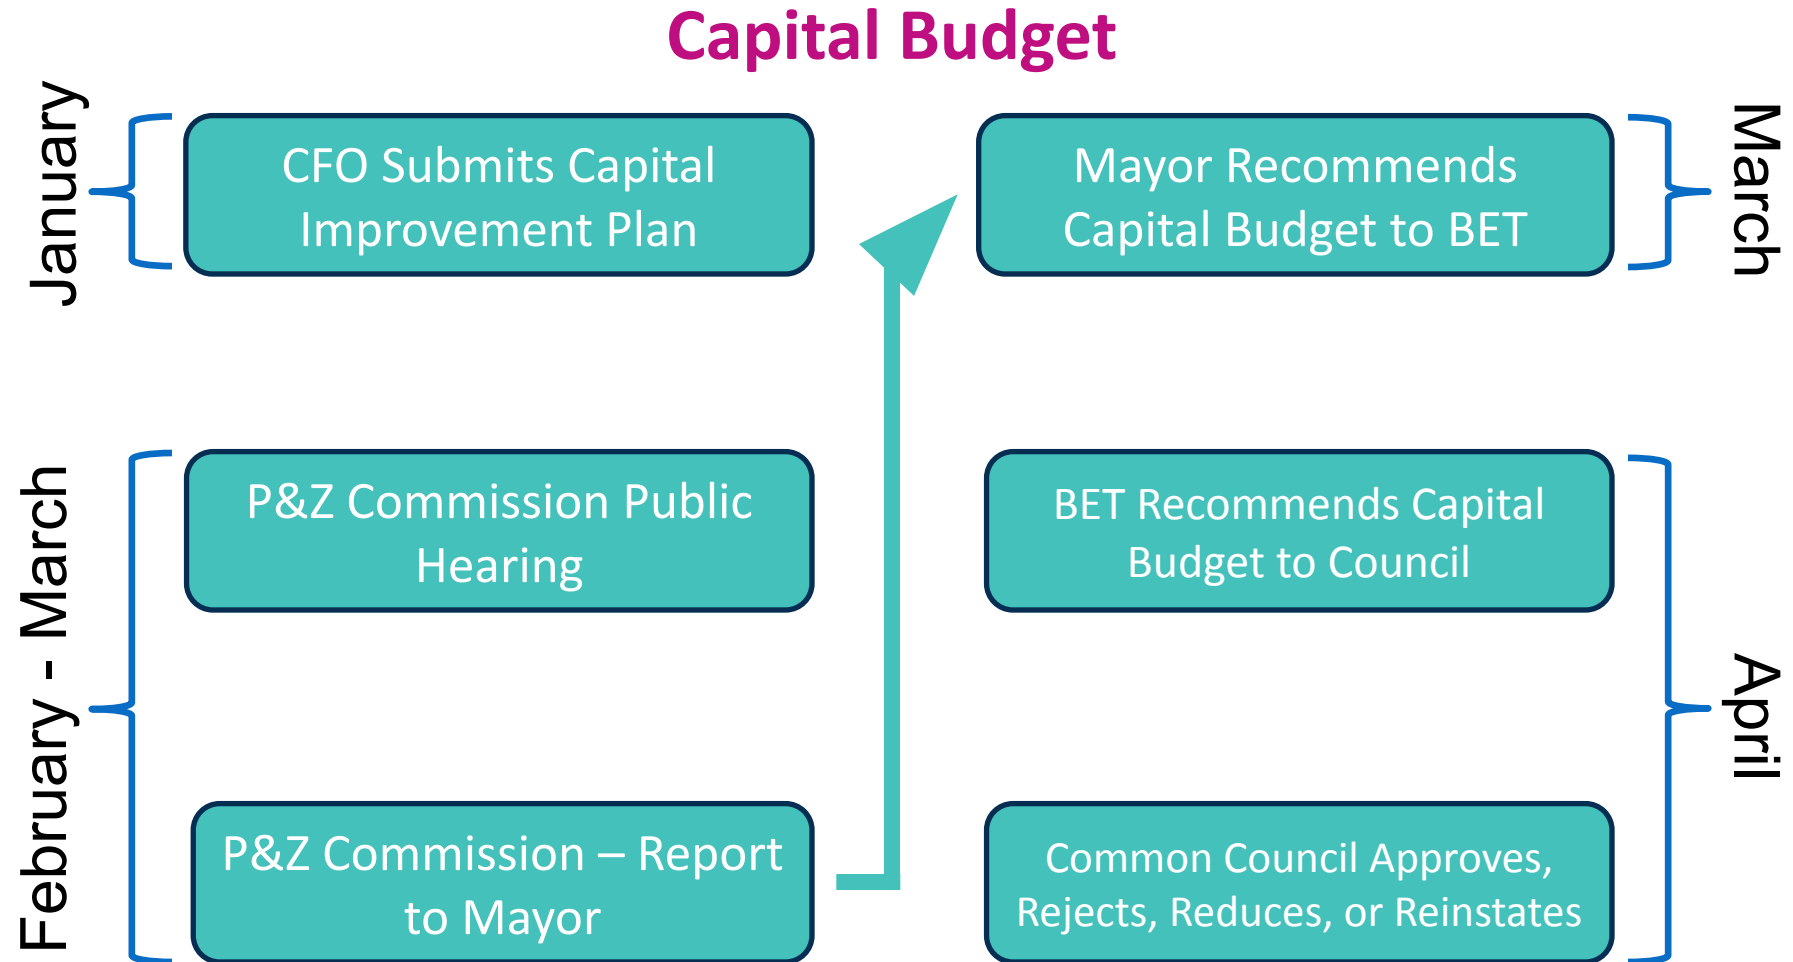 Capital Budget
January
CFO Submits Capital
Improvement Plan
February - March
P&Z Commission Public
Hearing
P&Z Commission – Report
to Mayor
Mayor Recommends
Capital Budget to BET
March
BET Recommends Capital
Budget to Council
Common Council Approves,
Rejects, Reduces, or Reinstates
April